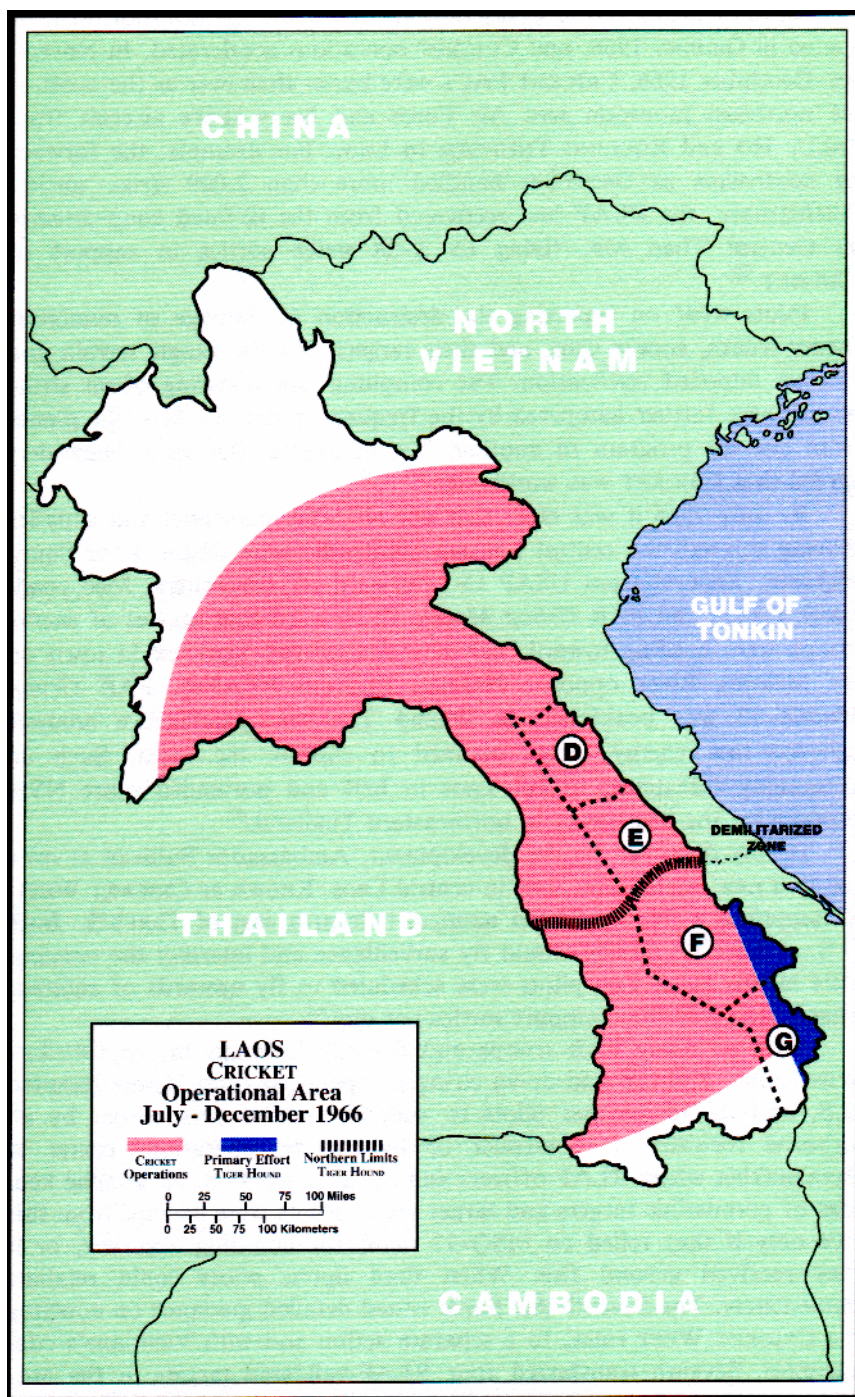 CHINA
NORTH
VIETNAM
GULF OF
TONKIN
D
E
DEMILITARIZED
ZONE
THAILAND
F
G
LAOS
CRICKET
Operational Area
July - December 1966
CRICKET
Operations
Primary Effort
TIGER HOUND
Northern Limits
TIGER HOUND
0 25 50 75 100 Miles
0 25 50 75 100 Kilometers
CAMBODIA